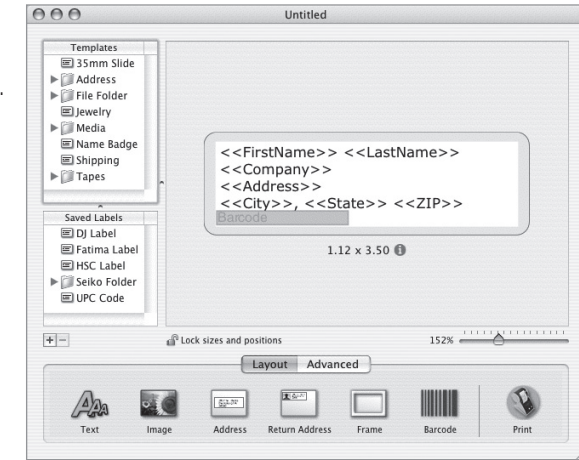 Untitled
Templates
35mm Slide
Address
File Folder
Jewelry
Media
Name Badge
Shipping
Tapes
Saved Labels
DJ Label
Fatima Label
HSC Label
Seiko Folder
UPC Code
<<FirstName>> <<LastName>>
<<Company>>
<<Address>>
<<City>>, <<State>> <<ZIP>>
Barcode
1.12 x 3.50
Lock sizes and positions
152%
Layout Advanced
Text Image Address Return Address Frame Barcode Print